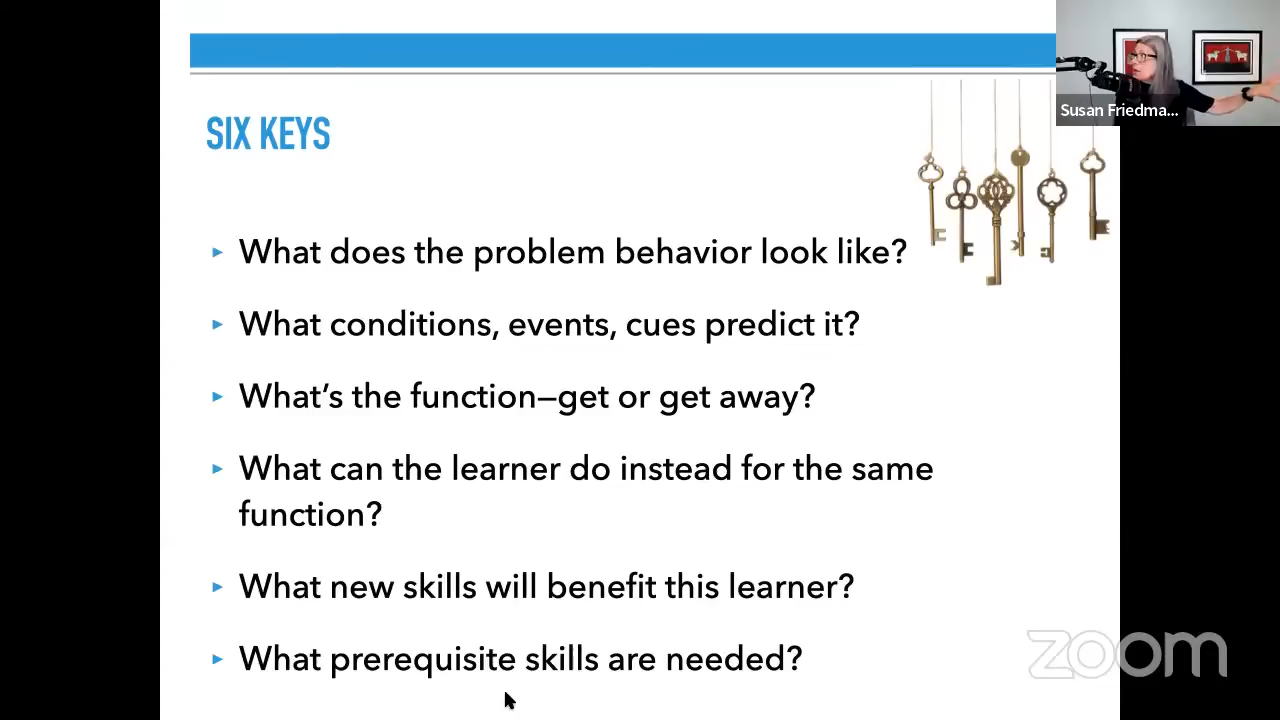 Susan Friedma...
SIX KEYS
▸ What does the problem behavior look like?
▸ What conditions, events, cues predict it?
▸ What's the function—get or get away?
▸ What can the learner do instead for the same
function?
▸ What new skills will benefit this learner?
▸ What prerequisite skills are needed?
zoom